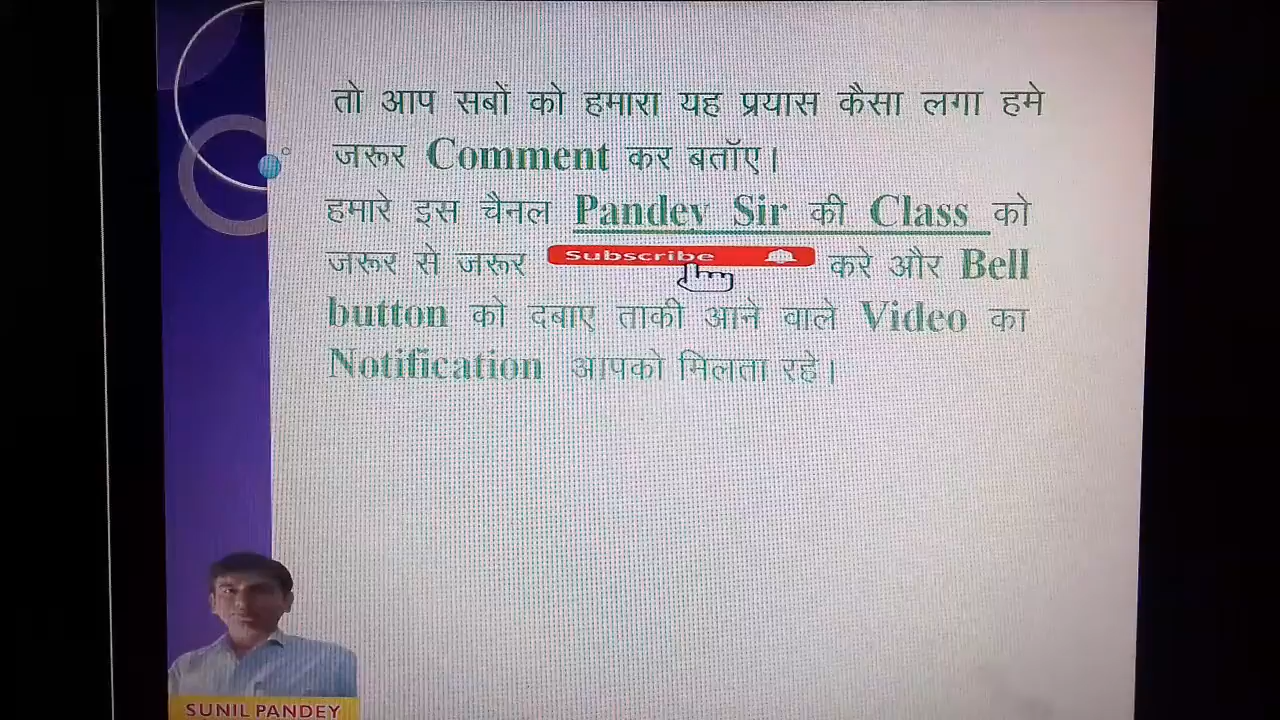 तो आप सबों को हमारा यह प्रयास कैसा लगा हमे
जरूर Comment कर बतॉए।
हमारे इस चैनल Pandey Sir की Class को
जरूर से जरूर Subscribe करे और Bell
button को दबाए ताकी आने वाले Video का
Notification आपको मिलता रहे।
SUNIL PANDEY